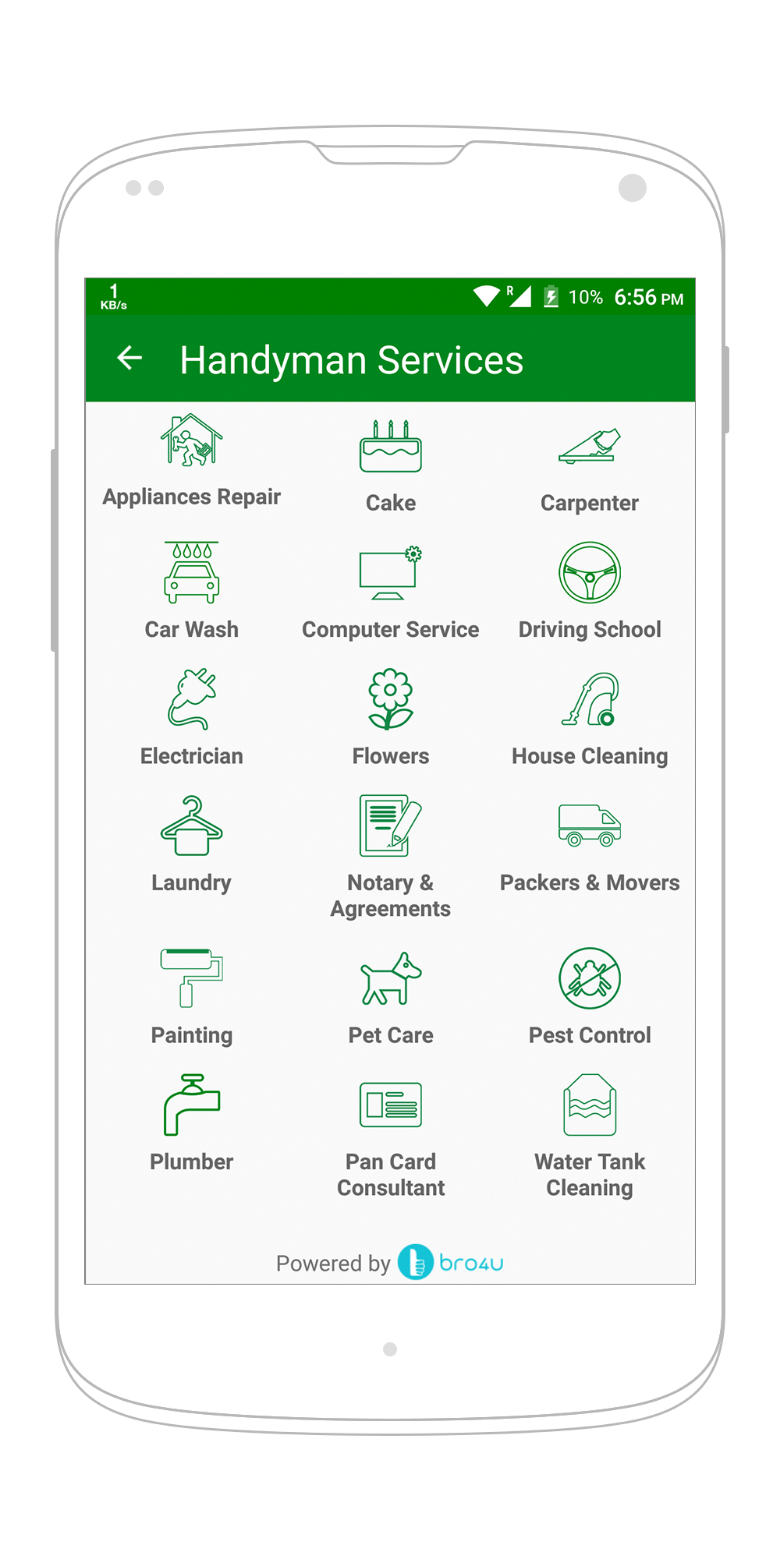 1
KB/s
R
10% 6:56 PM
Handyman Services
Appliances Repair
Cake
Carpenter
Car Wash
Computer Service
Driving School
Electrician
Flowers
House Cleaning
Laundry
Notary &
Agreements
Packers & Movers
Painting
Pet Care
Pest Control
Plumber
Pan Card
Consultant
Water Tank
Cleaning
Powered by bro4u